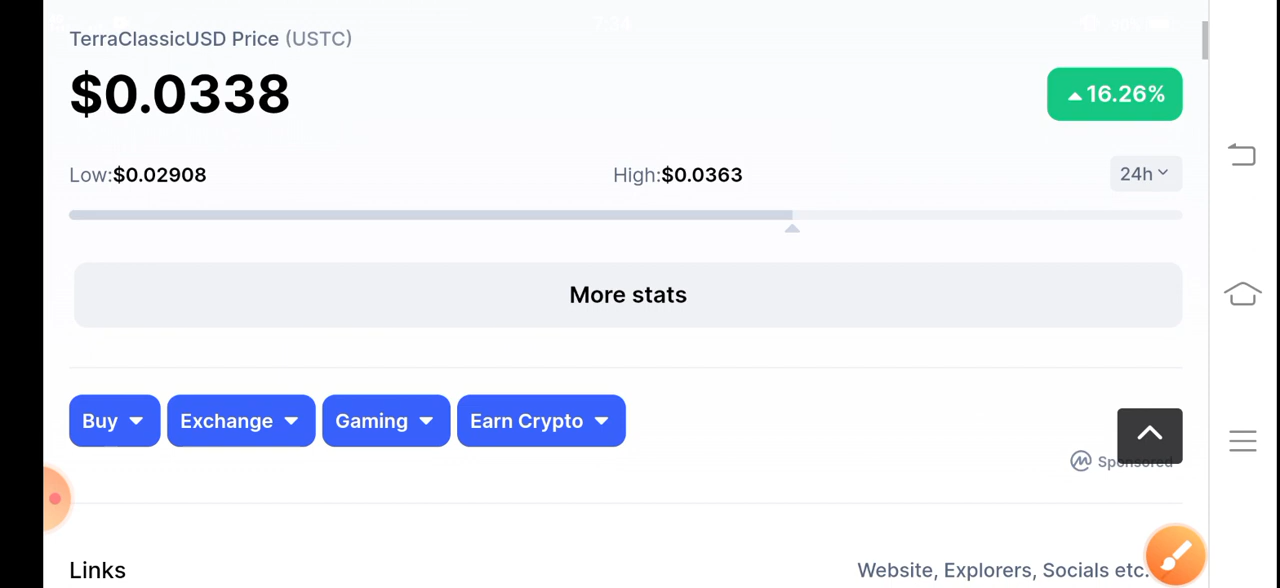 TerraClassicUSD Price (USTC)
$0.0338
16.26%
Low:$0.02908 High:$0.0363 24h
More stats
Buy Exchange Gaming Earn Crypto
Sponsored
Links Website, Explorers, Socials etc.